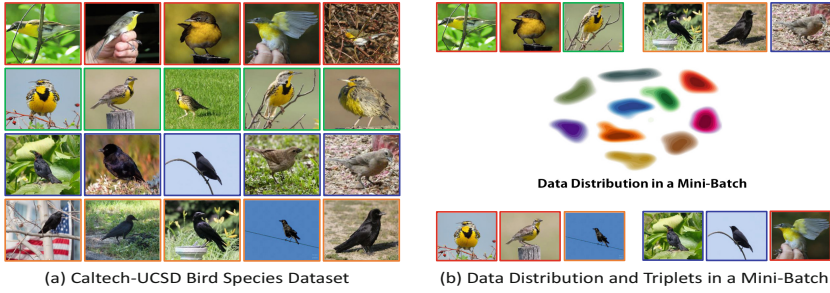 Data Distribution in a Mini-Batch
(a) Caltech-UCSD Bird Species Dataset
(b) Data Distribution and Triplets in a Mini-Batch